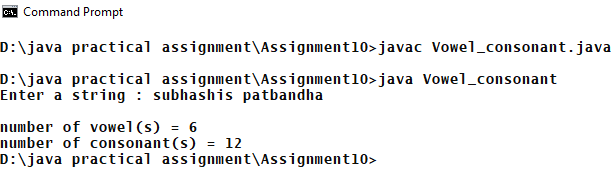 Command Prompt
D:\java practical assignment\Assignment10>javac Vowel_consonant.java
D:\java practical assignment\Assignment10>java Vowel_consonant
Enter a string : subhashis patbandha
number of vowel(s) = 6
number of consonant(s) = 12
D:\java practical assignment\Assignment10>